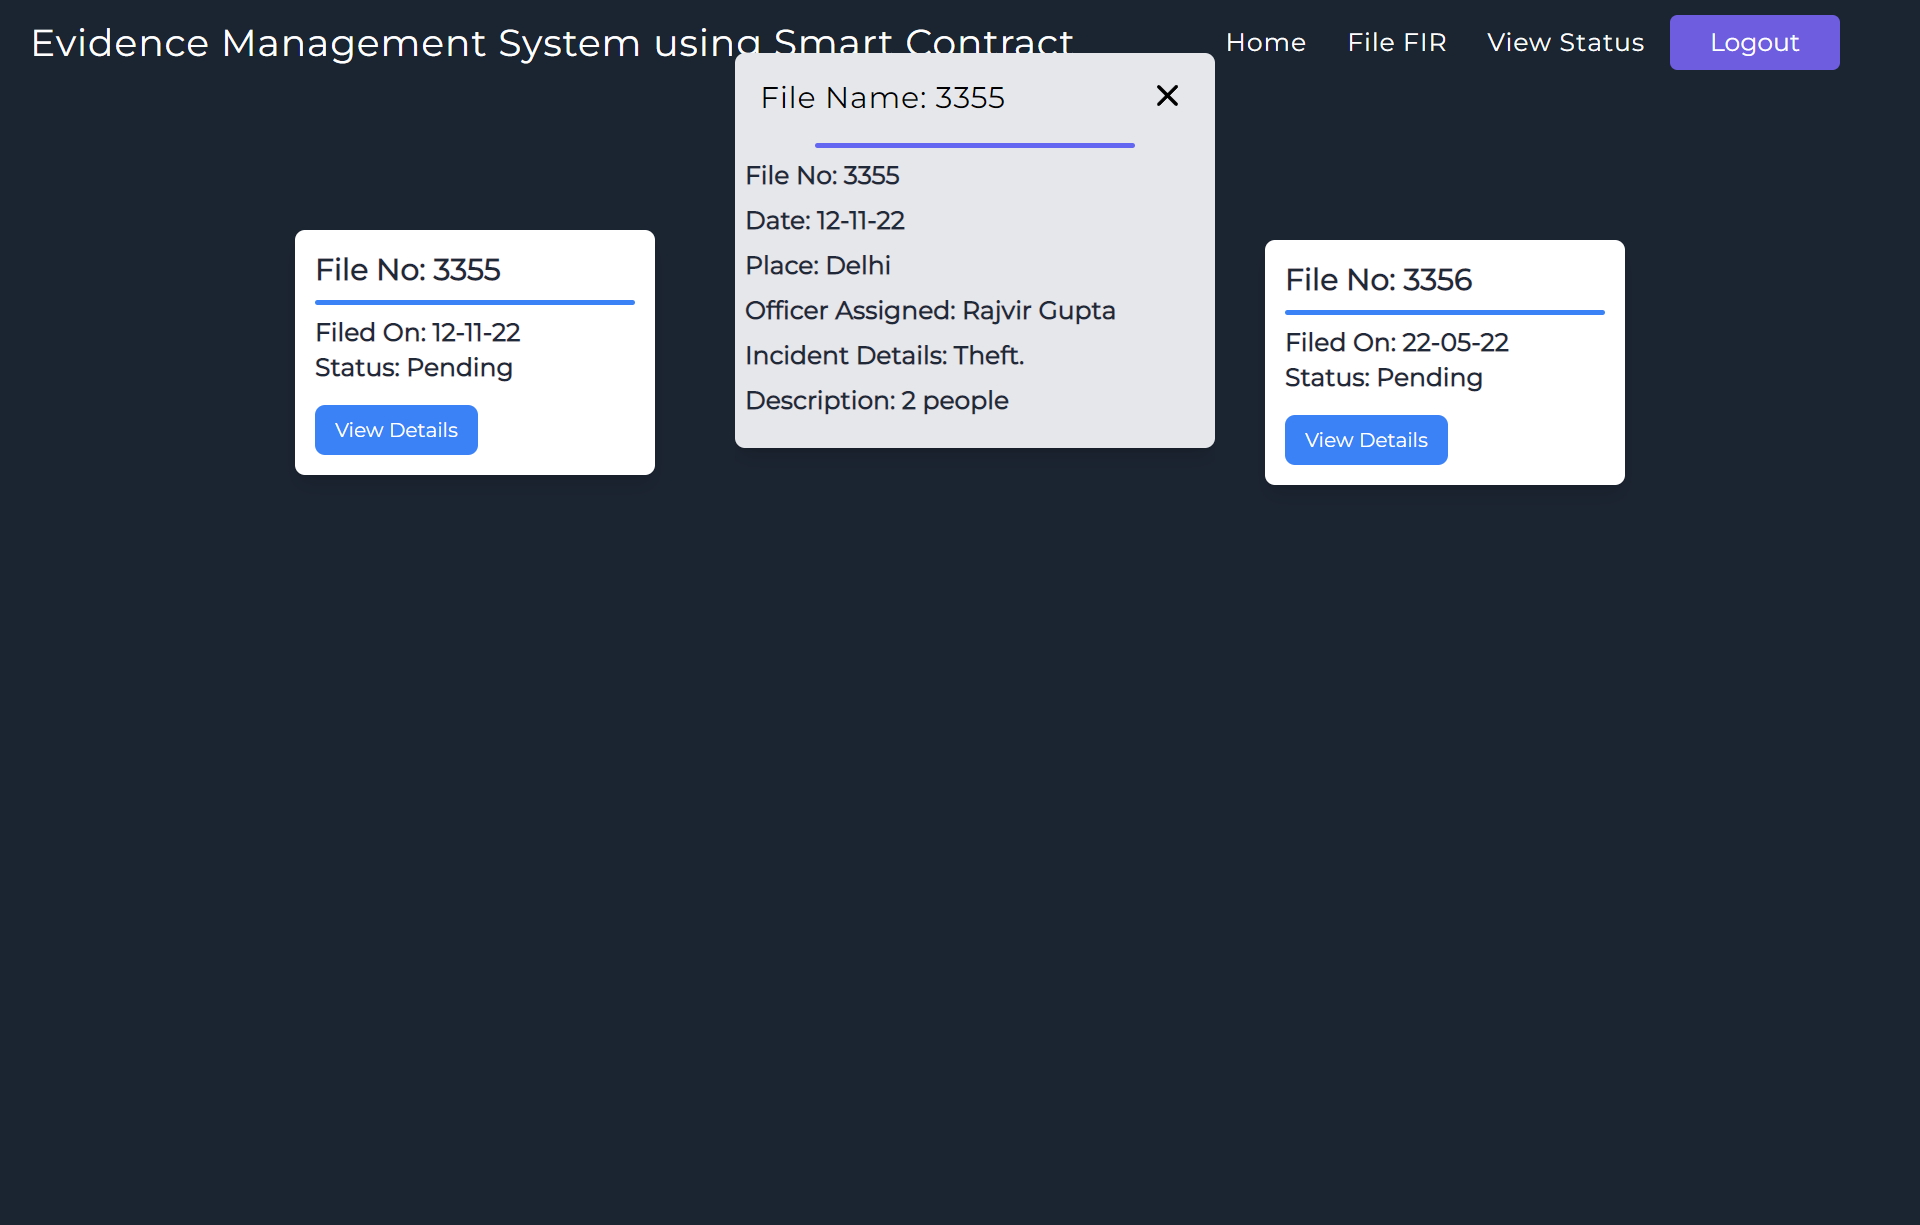 Evidence Management System using Smart Contract
Home
File FIR
View Status
Logout
File Name: 3355
File No: 3355
Date: 12-11-22
Place: Delhi
Officer Assigned: Rajvir Gupta
Incident Details: Theft.
Description: 2 people
File No: 3355
Filed On: 12-11-22
Status: Pending
View Details
File No: 3356
Filed On: 22-05-22
Status: Pending
View Details